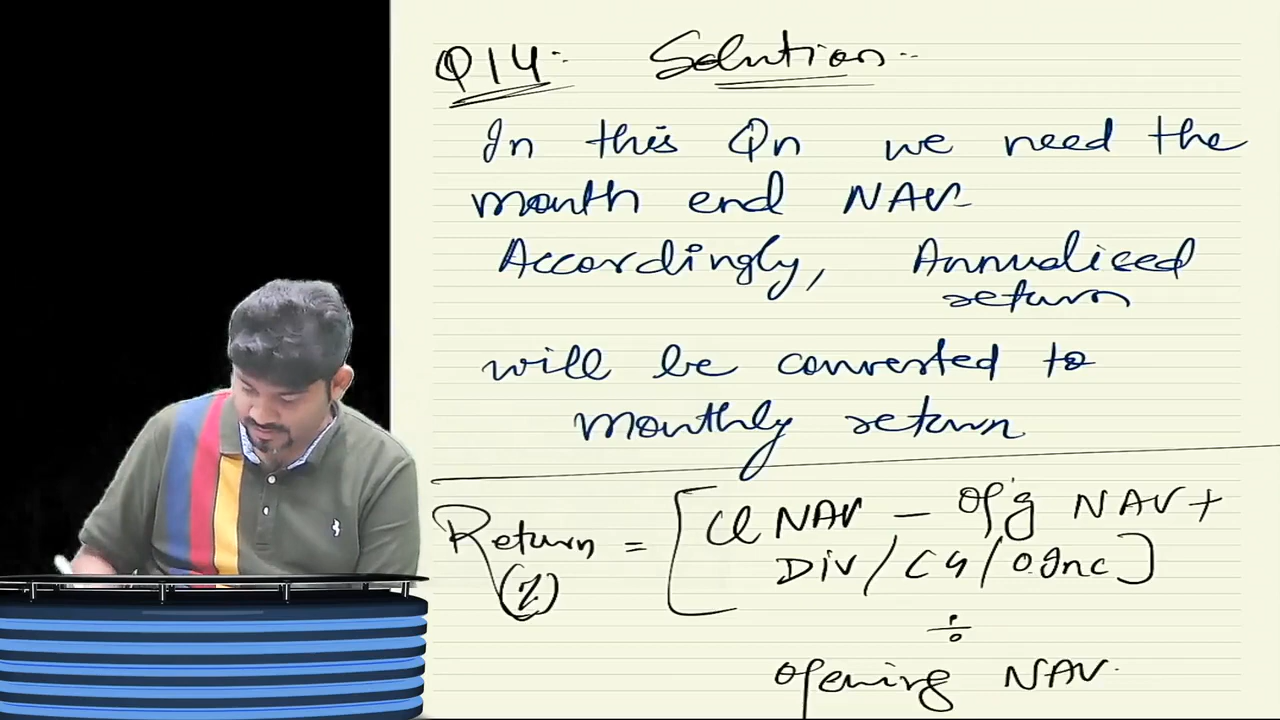 Q14:- Solution:-
In this Qn we need the
month end NAV
Accordingly, Annualised
return
will be converted to
monthly return
Return = [Cl NAV - Op'g NAV +
(%) Div/CG/O.Inc]
÷
opening NAV.